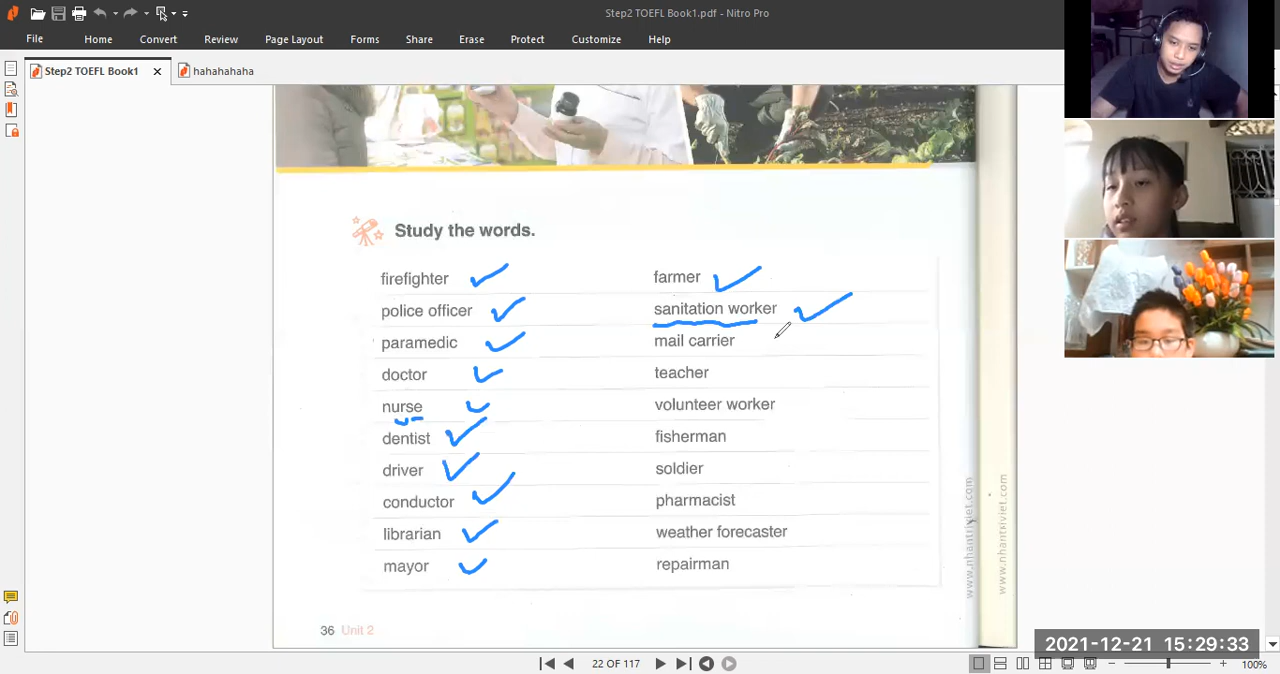 Step2 TOEFL Book1.pdf - Nitro Pro
File Home Convert Review Page Layout Forms Share Erase Protect Customize Help
Step2 TOEFL Book1 hahahahaha
Study the words.
firefighter
police officer
paramedic
doctor
nurse
dentist
driver
conductor
librarian
mayor
farmer
sanitation worker
mail carrier
teacher
volunteer worker
fisherman
soldier
pharmacist
weather forecaster
repairman
www.nhantriviet.com
www.nhantriviet.com
36 Unit 2
2021-12-21 15:29:33
22 OF 117
100%